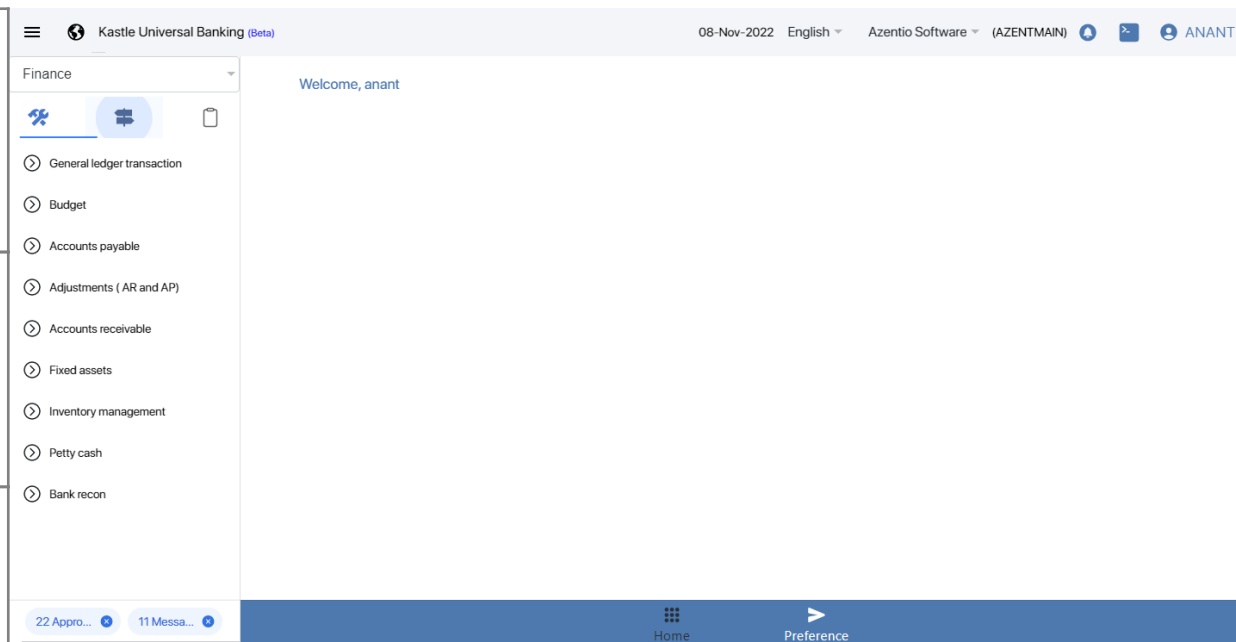 Kastle Universal Banking (Beta)
08-Nov-2022 English Azentio Software (AZENTMAIN) ANANT
Finance
Welcome, anant
General ledger transaction
Budget
Accounts payable
Adjustments ( AR and AP)
Accounts receivable
Fixed assets
Inventory management
Petty cash
Bank recon
22 Appro... 11 Messa...
Home Preference